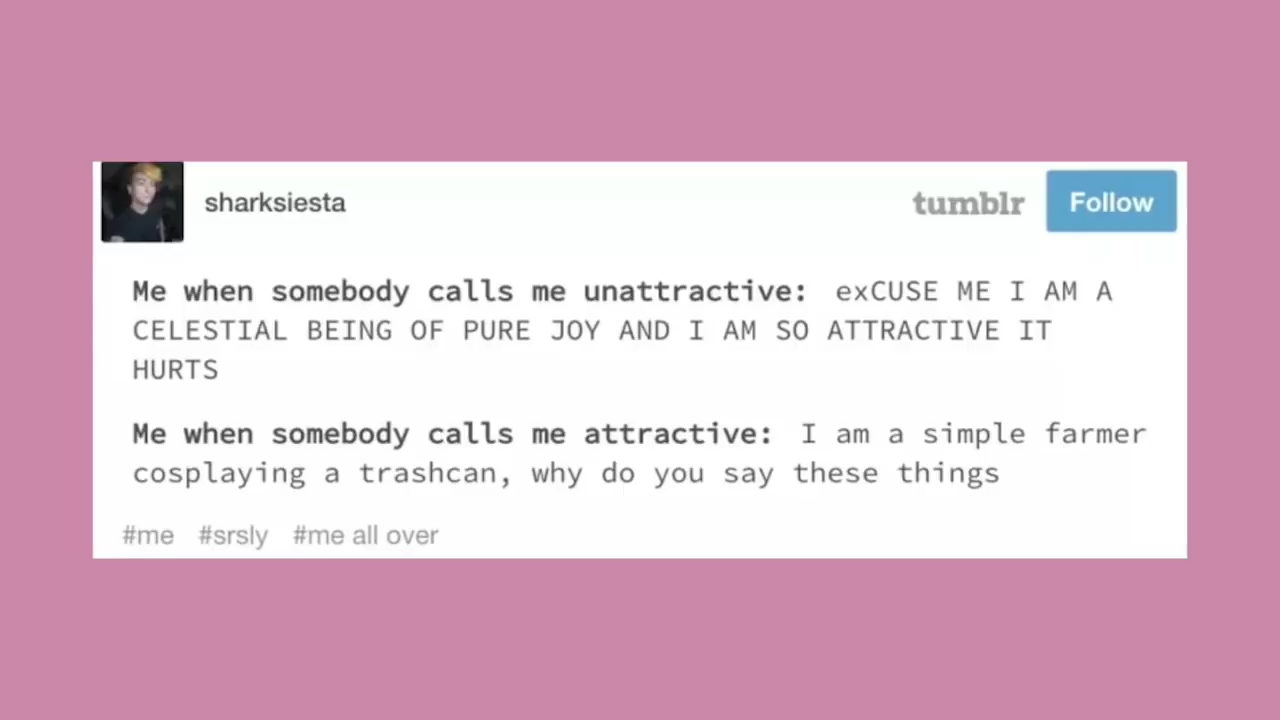 sharksiesta
tumblr
Follow
Me when somebody calls me unattractive: exCUSE ME I AM A
CELESTIAL BEING OF PURE JOY AND I AM SO ATTRACTIVE IT
HURTS
Me when somebody calls me attractive: I am a simple farmer
cosplaying a trashcan, why do you say these things
#me #srsly #me all over